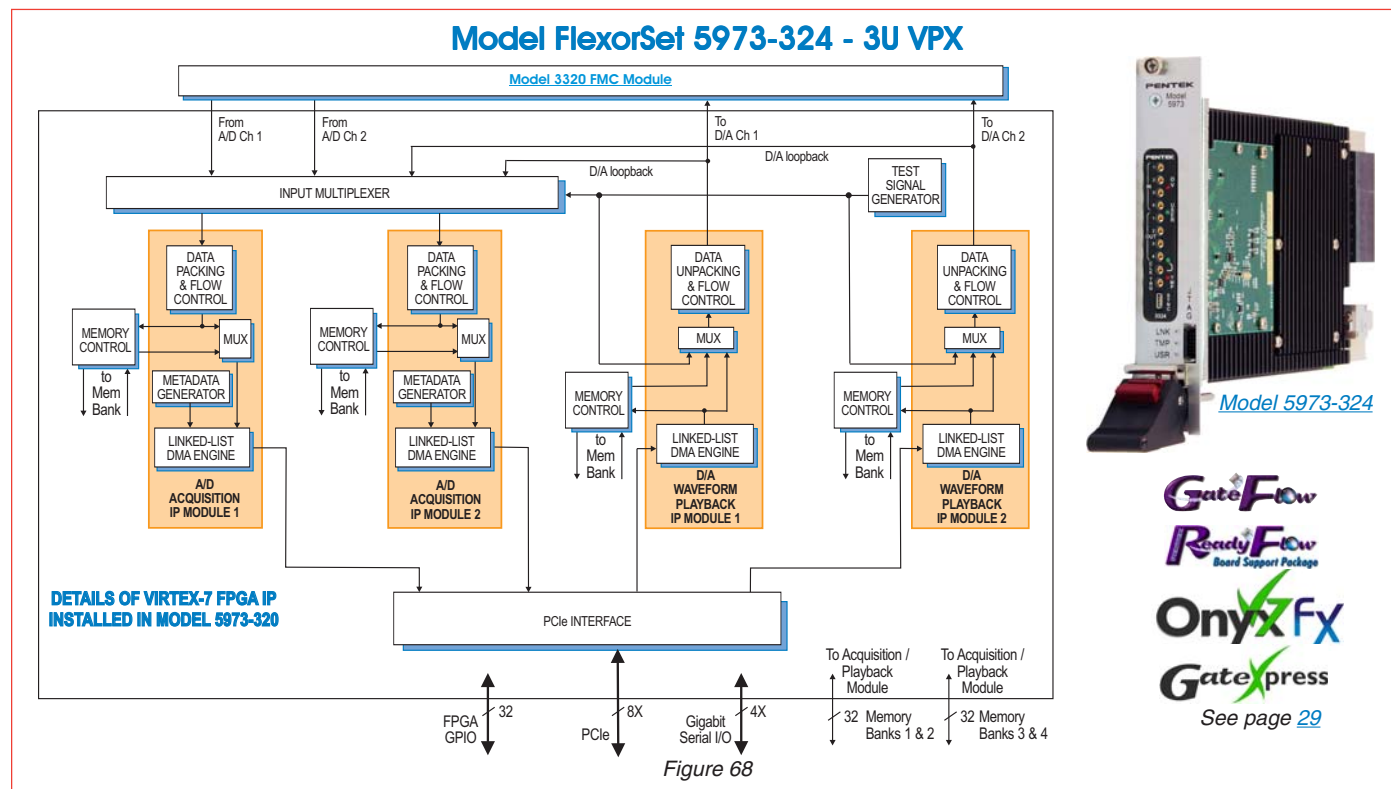 Model FlexorSet 5973-324 - 3U VPX
Model 3320 FMC Module
From
A/D Ch 1
From
A/D Ch 2
To
D/A Ch 1
To
D/A Ch 2
D/A loopback
D/A loopback
INPUT MULTIPLEXER
TEST
SIGNAL
GENERATOR
DATA
PACKING
& FLOW
CONTROL
MEMORY
CONTROL
MUX
to
Mem
Bank
METADATA
GENERATOR
LINKED-LIST
DMA ENGINE
A/D
ACQUISITION
IP MODULE 1
DATA
PACKING
& FLOW
CONTROL
MEMORY
CONTROL
MUX
to
Mem
Bank
METADATA
GENERATOR
LINKED-LIST
DMA ENGINE
A/D
ACQUISITION
IP MODULE 2
DATA
UNPACKING
& FLOW
CONTROL
MUX
MEMORY
CONTROL
to
Mem
Bank
LINKED-LIST
DMA ENGINE
D/A
WAVEFORM
PLAYBACK
IP MODULE 1
DATA
UNPACKING
& FLOW
CONTROL
MUX
MEMORY
CONTROL
to
Mem
Bank
LINKED-LIST
DMA ENGINE
D/A
WAVEFORM
PLAYBACK
IP MODULE 2
DETAILS OF VIRTEX-7 FPGA IP
INSTALLED IN MODEL 5973-320
PCIe INTERFACE
32
FPGA
GPIO
8X
PCIe
4X
Gigabit
Serial I/O
To Acquisition /
Playback
Module
32 Memory
Banks 1 & 2
To Acquisition /
Playback
Module
32 Memory
Banks 3 & 4
Figure 68
PENTEK
Model
5973
PENTEK
LNK
TMP
USR
Model 5973-324
GateFlow
ReadyFlow
Board Support Package
Onyx7Fx
GateXpress
See page 29